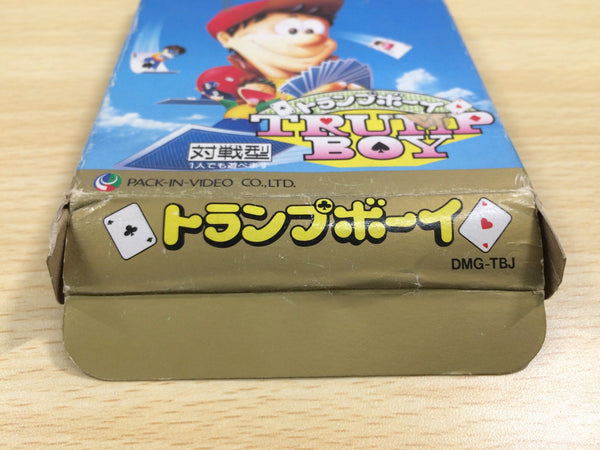 トランプボーイ
TRUMP
BOY
対戦型
1人でも遊べます
PACK-IN-VIDEO CO.,LTD.
トランプボーイ
DMG-TBJ